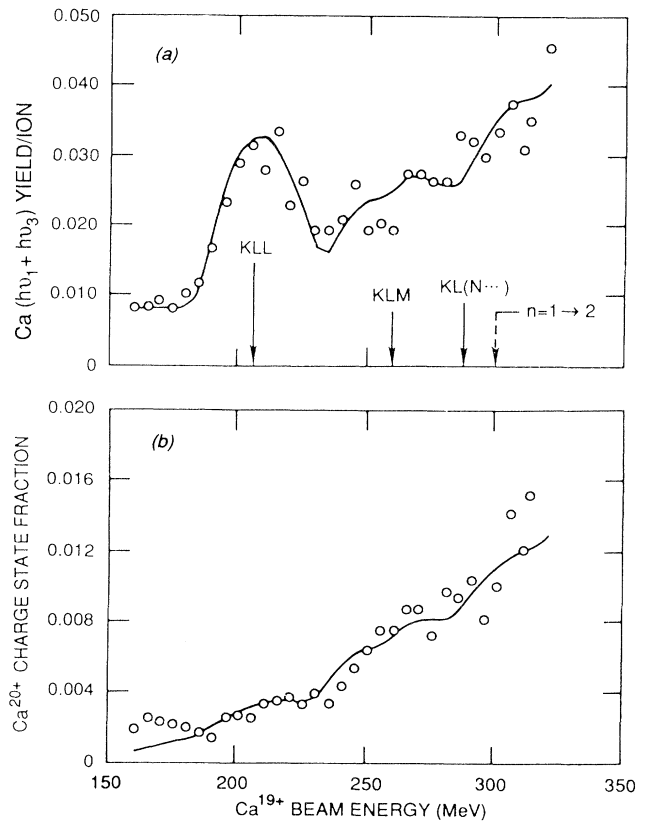 0.050
(a)
0.040
0.030
0.020
0.010
0
Ca (hυ₁ + hυ₃) YIELD/ION
KLL
KLM
KL(N···)
n=1→2
0.020
(b)
0.016
0.012
0.008
0.004
0
Ca²⁰⁺ CHARGE STATE FRACTION
150 200 250 300 350
Ca¹⁹⁺ BEAM ENERGY (MeV)